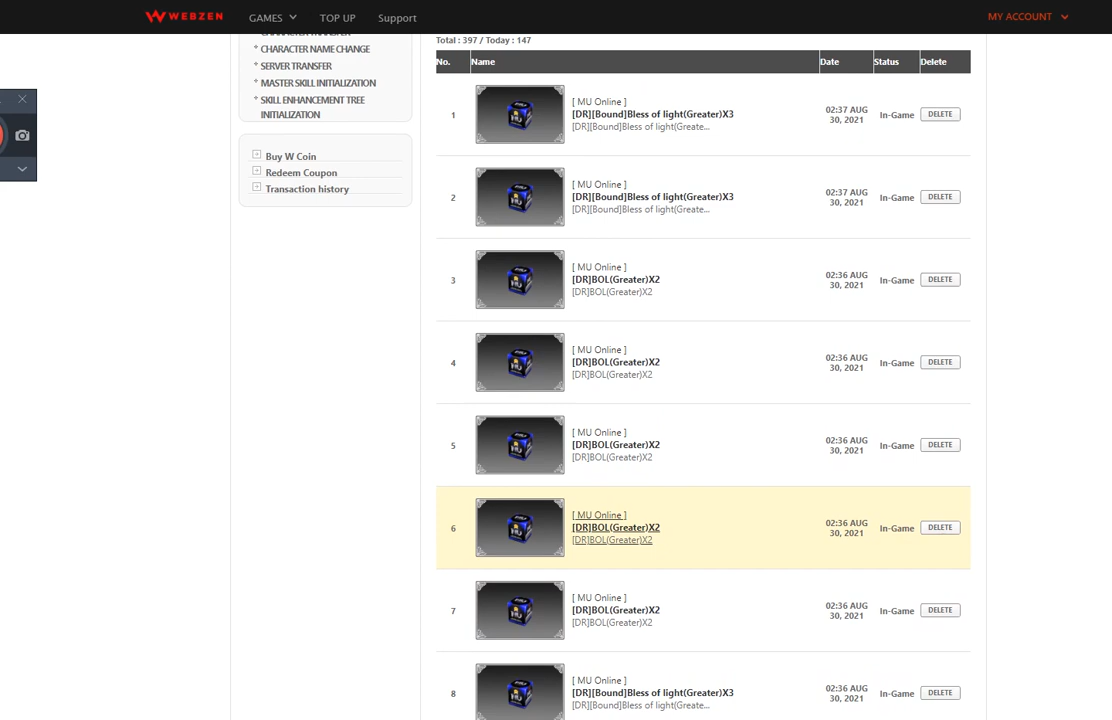 WEBZEN GAMES TOP UP Support MY ACCOUNT
CHARACTER TRANSFER
* CHARACTER NAME CHANGE
* SERVER TRANSFER
* MASTER SKILL INITIALIZATION
* SKILL ENHANCEMENT TREE
INITIALIZATION
Buy W Coin
Redeem Coupon
Transaction history
Total : 397 / Today : 147
No. Name Date Status Delete
[ MU Online ]
1 [DR][Bound]Bless of light(Greater)X3 02:37 AUG 30, 2021 In-Game DELETE
[DR][Bound]Bless of light(Greate...
[ MU Online ]
2 [DR][Bound]Bless of light(Greater)X3 02:37 AUG 30, 2021 In-Game DELETE
[DR][Bound]Bless of light(Greate...
[ MU Online ]
3 [DR]BOL(Greater)X2 02:36 AUG 30, 2021 In-Game DELETE
[DR]BOL(Greater)X2
[ MU Online ]
4 [DR]BOL(Greater)X2 02:36 AUG 30, 2021 In-Game DELETE
[DR]BOL(Greater)X2
[ MU Online ]
5 [DR]BOL(Greater)X2 02:36 AUG 30, 2021 In-Game DELETE
[DR]BOL(Greater)X2
[ MU Online ]
6 [DR]BOL(Greater)X2 02:36 AUG 30, 2021 In-Game DELETE
[DR]BOL(Greater)X2
[ MU Online ]
7 [DR]BOL(Greater)X2 02:36 AUG 30, 2021 In-Game DELETE
[DR]BOL(Greater)X2
[ MU Online ]
8 [DR][Bound]Bless of light(Greater)X3 02:36 AUG 30, 2021 In-Game DELETE
[DR][Bound]Bless of light(Greate...